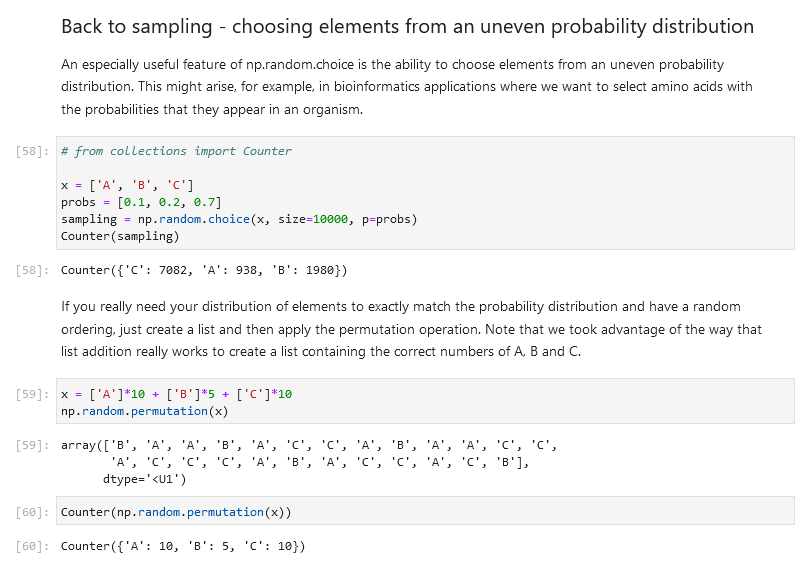 Back to sampling - choosing elements from an uneven probability distribution
An especially useful feature of np.random.choice is the ability to choose elements from an uneven probability
distribution. This might arise, for example, in bioinformatics applications where we want to select amino acids with
the probabilities that they appear in an organism.
[58]: # from collections import Counter
x = ['A', 'B', 'C']
probs = [0.1, 0.2, 0.7]
sampling = np.random.choice(x, size=10000, p=probs)
Counter(sampling)
[58]: Counter({'C': 7082, 'A': 938, 'B': 1980})
If you really need your distribution of elements to exactly match the probability distribution and have a random
ordering, just create a list and then apply the permutation operation. Note that we took advantage of the way that
list addition really works to create a list containing the correct numbers of A, B and C.
[59]: x = ['A']*10 + ['B']*5 + ['C']*10
np.random.permutation(x)
[59]: array(['B', 'A', 'A', 'B', 'A', 'C', 'C', 'A', 'B', 'A', 'A', 'C', 'C',
'A', 'C', 'C', 'C', 'A', 'B', 'A', 'C', 'C', 'A', 'C', 'B'],
dtype='<U1')
[60]: Counter(np.random.permutation(x))
[60]: Counter({'A': 10, 'B': 5, 'C': 10})